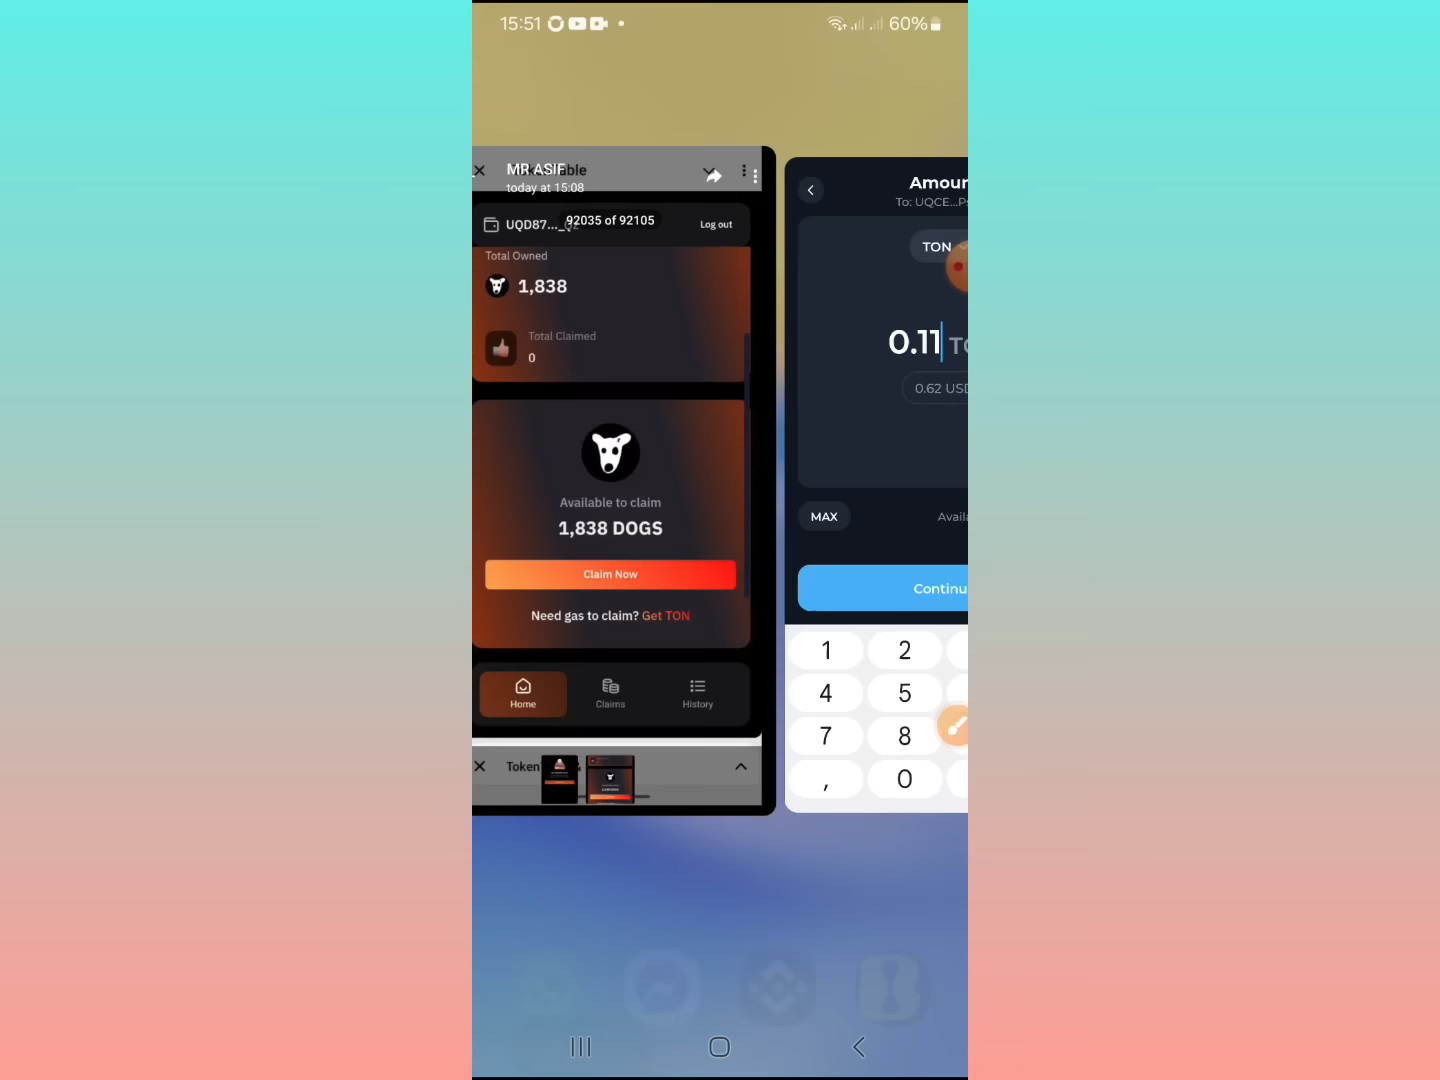 15:51
60%
MR ASIF
today at 15:08
92035 of 92105
UQD87..._
Log out
Total Owned
1,838
Total Claimed
0
Available to claim
1,838 DOGS
Claim Now
Need gas to claim? Get TON
Home
Claims
History
Token
Amoun
To: UQCE...Ps
TON
0.11 TO
0.62 USD
MAX
Availa
Continu
1 2
4 5
7 8
, 0